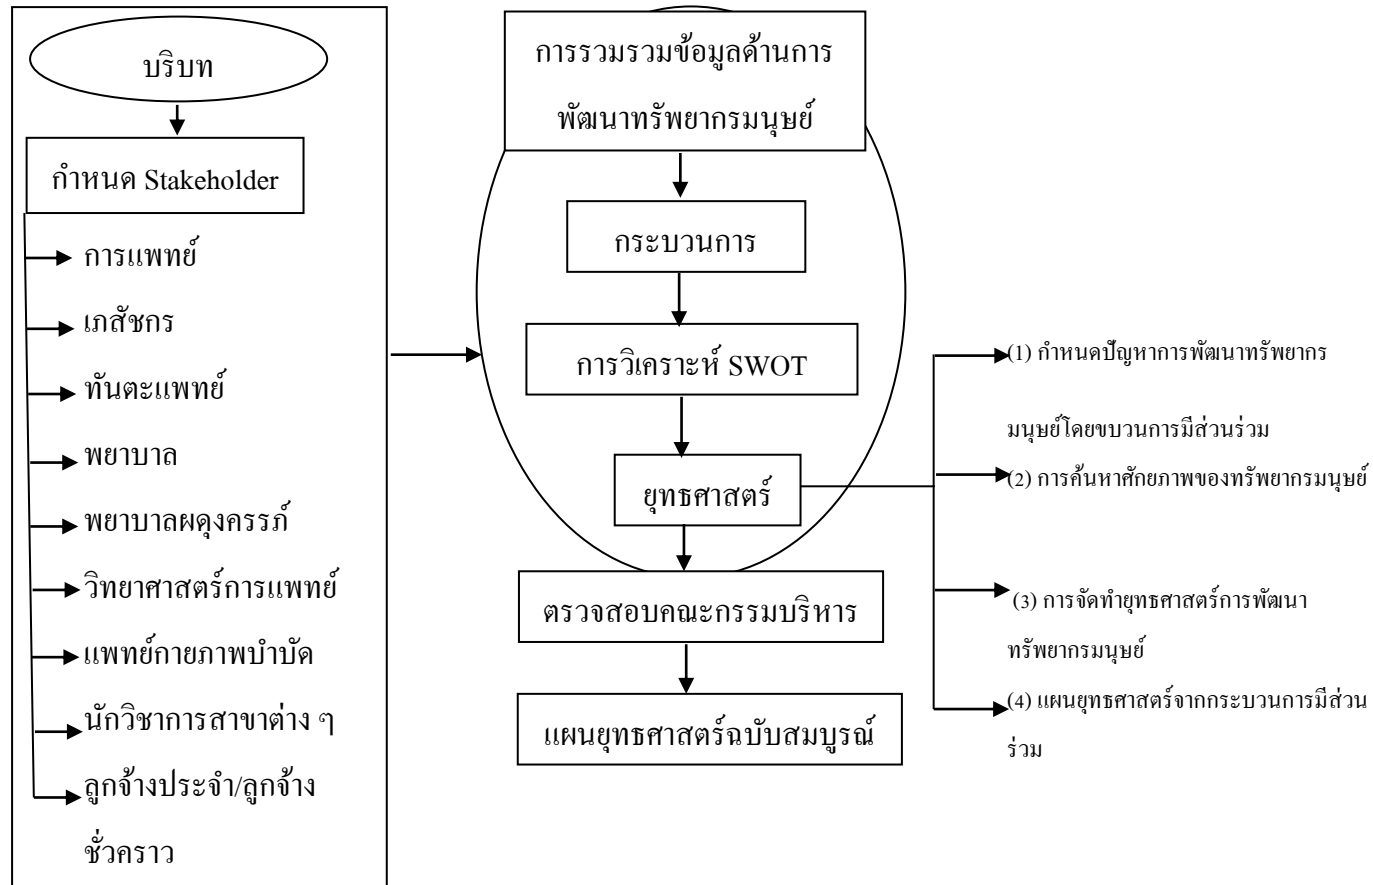 บริบท
กำหนด Stakeholder
การแพทย์
เภสัชกร
ทันตะแพทย์
พยาบาล
พยาบาลผดุงครรภ์
วิทยาศาสตร์การแพทย์
แพทย์กายภาพบำบัด
นักวิชาการสาขาต่าง ๆ
ลูกจ้างประจำ/ลูกจ้าง
ชั่วคราว
การรวมรวมข้อมูลด้านการ
พัฒนาทรัพยากรมนุษย์
กระบวนการ
การวิเคราะห์ SWOT
ยุทธศาสตร์
ตรวจสอบคณะกรรมบริหาร
แผนยุทธศาสตร์ฉบับสมบูรณ์
(1) กำหนดปัญหาการพัฒนาทรัพยากร
มนุษย์โดยขบวนการมีส่วนร่วม
(2) การค้นหาศักยภาพของทรัพยากรมนุษย์
(3) การจัดทำยุทธศาสตร์การพัฒนา
ทรัพยากรมนุษย์
(4) แผนยุทธศาสตร์จากกระบวนการมีส่วน
ร่วม